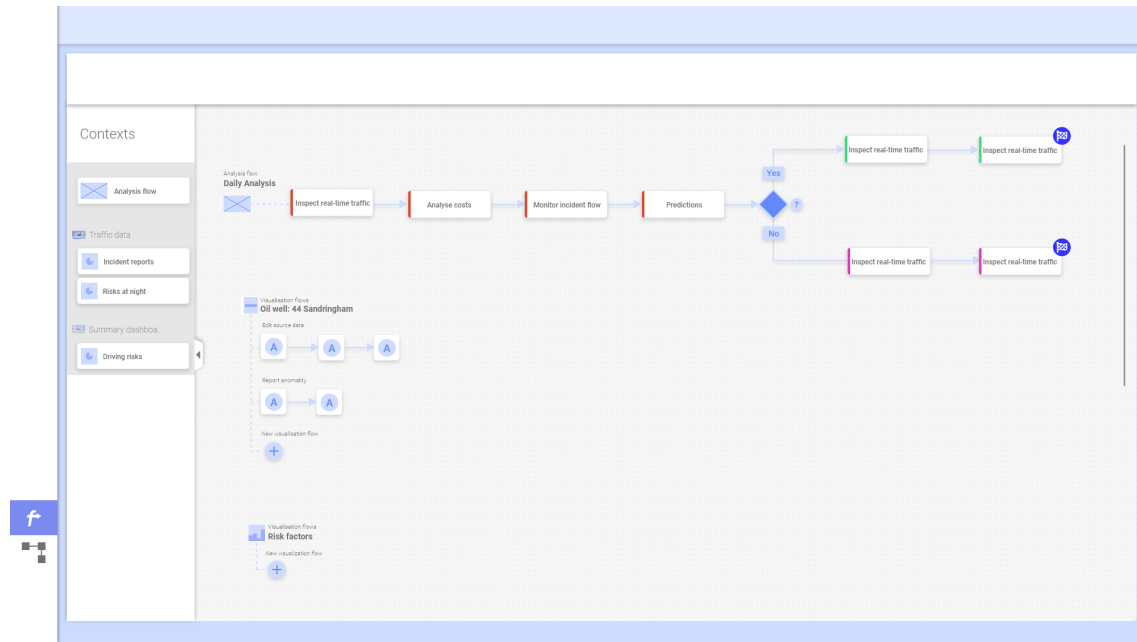 Contexts
Analysis flow
Traffic data
Incident reports
Risks at night
Summary dashboa..
Driving risks
Analysis flow
Daily Analysis
Inspect real-time traffic
Analyse costs
Monitor incident flow
Predictions
?
Yes
Inspect real-time traffic
Inspect real-time traffic
No
Inspect real-time traffic
Inspect real-time traffic
Visualisation flows
Oil well: 44 Sandringham
Edit source data
A
A
A
Report anomality
A
A
New visualisation flow
Visualisation flows
Risk factors
New visualization flow